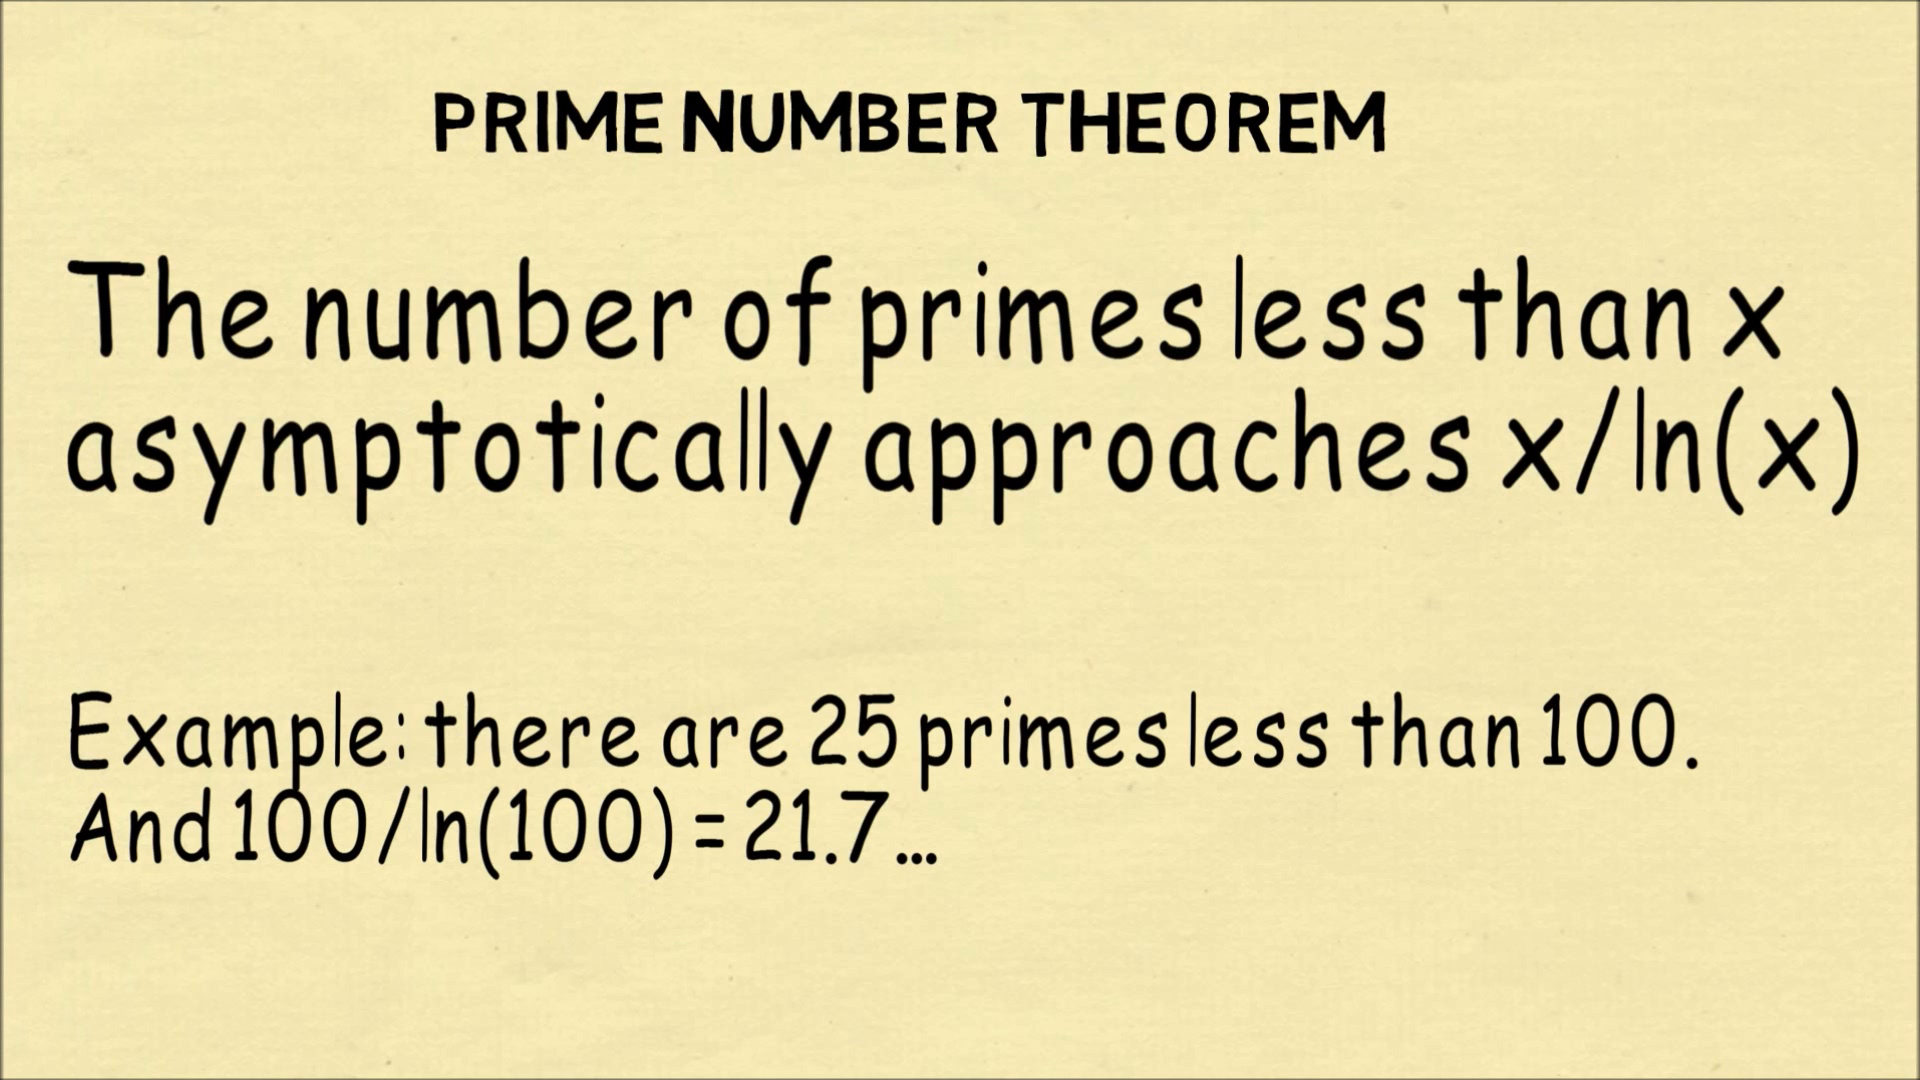 PRIME NUMBER THEOREM
The number of primes less than x
asymptotically approaches x/ln(x)
Example: there are 25 primes less than 100.
And 100/ln(100) = 21.7...